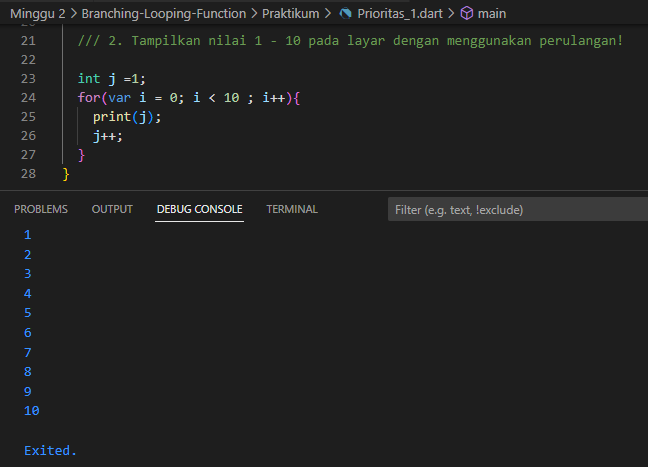 Minggu 2 > Branching-Looping-Function > Praktikum > Prioritas_1.dart > main
20
21 /// 2. Tampilkan nilai 1 - 10 pada layar dengan menggunakan perulangan!
22
23 int j =1;
24 for(var i = 0; i < 10 ; i++){
25 print(j);
26 j++;
27 }
28 }
PROBLEMS OUTPUT DEBUG CONSOLE TERMINAL Filter (e.g. text, !exclude)
1
2
3
4
5
6
7
8
9
10
Exited.